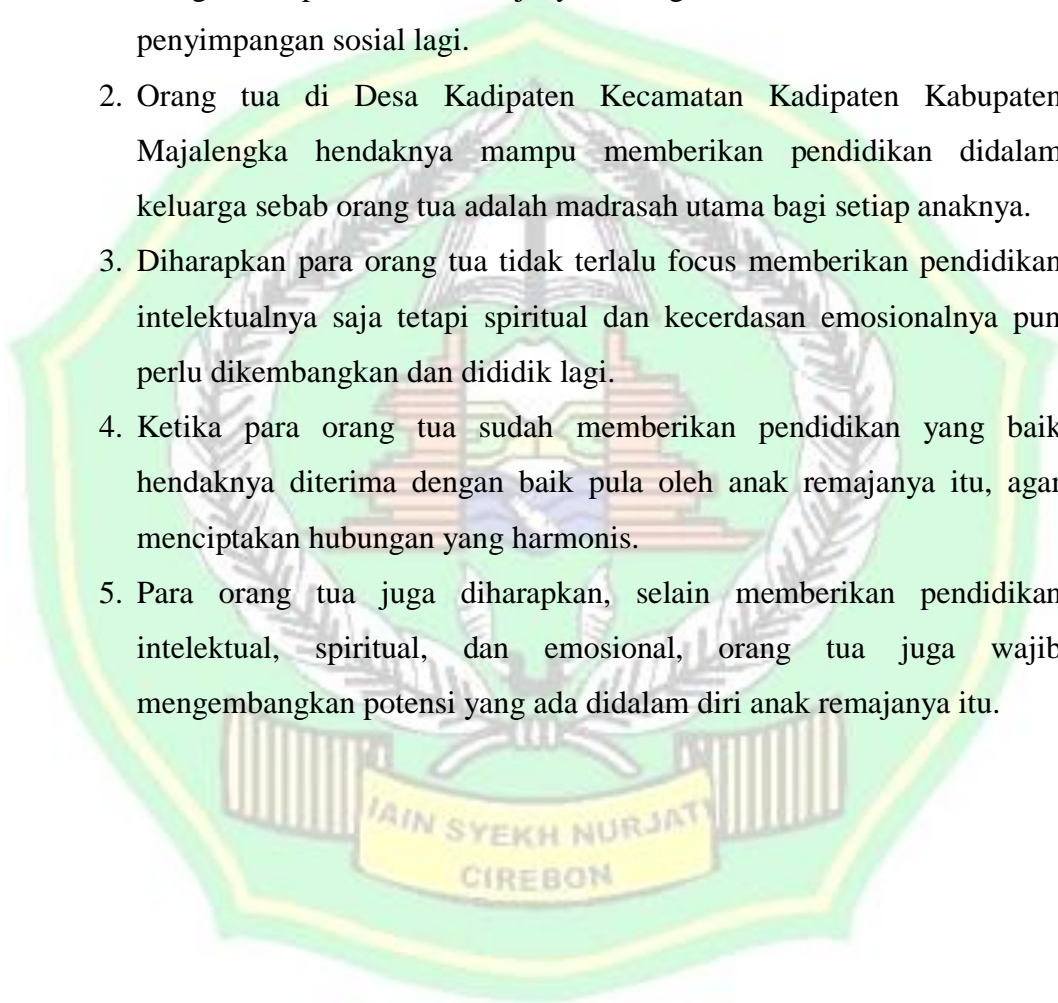 penyimpangan sosial lagi.
2. Orang tua di Desa Kadipaten Kecamatan Kadipaten Kabupaten
Majalengka hendaknya mampu memberikan pendidikan didalam
keluarga sebab orang tua adalah madrasah utama bagi setiap anaknya.
3. Diharapkan para orang tua tidak terlalu focus memberikan pendidikan
intelektualnya saja tetapi spiritual dan kecerdasan emosionalnya pun
perlu dikembangkan dan dididik lagi.
4. Ketika para orang tua sudah memberikan pendidikan yang baik
hendaknya diterima dengan baik pula oleh anak remajanya itu, agar
menciptakan hubungan yang harmonis.
5. Para orang tua juga diharapkan, selain memberikan pendidikan
intelektual, spiritual, dan emosional, orang tua juga wajib
mengembangkan potensi yang ada didalam diri anak remajanya itu.
IAIN SYEKH NURJATI
CIREBON